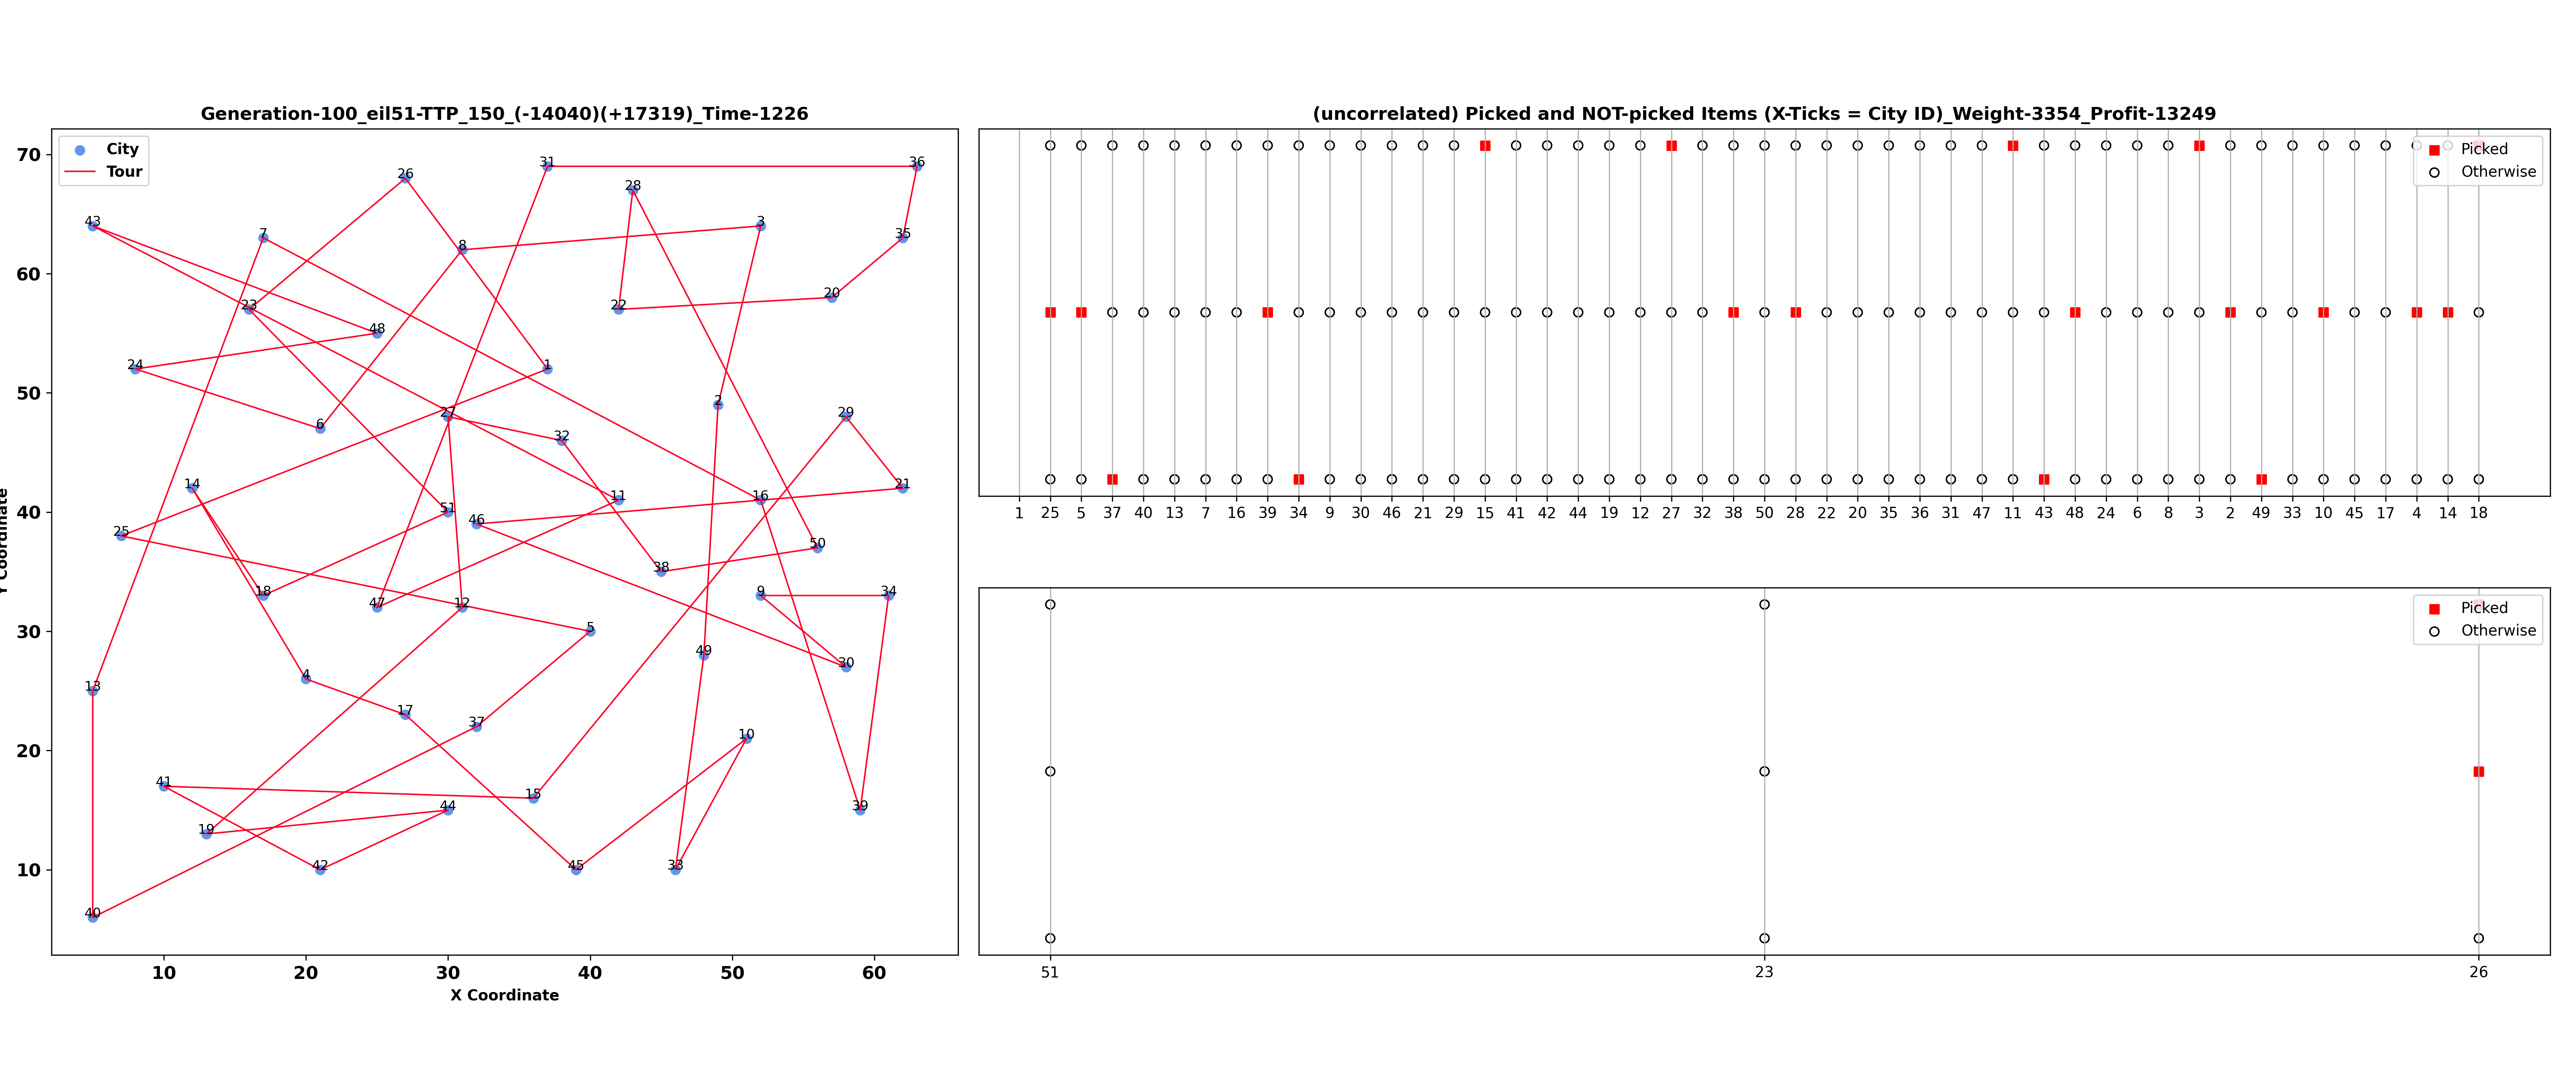 Generation-100_eil51-TTP_150_(-14040)(+17319)_Time-1226
City
Tour
70
60
50
40
30
20
10
10 20 30 40 50 60
X Coordinate
Coordinate
31 36
26
28
43
3
7
35
8
20
23 22
48
24 1
2
27 29
6
32
14 21
11 16
51
46
25
50
38
18 9 34
47 12
5
49
30
4
13
17
37
10
41
15
44 39
19
42 45 33
40
(uncorrelated) Picked and NOT-picked Items (X-Ticks = City ID)_Weight-3354_Profit-13249
Picked
Otherwise
1 25 5 37 40 13 7 16 39 34 9 30 46 21 29 15 41 42 44 19 12 27 32 38 50 28 22 20 35 36 31 47 11 43 48 24 6 8 3 2 49 33 10 45 17 4 14 18
Picked
Otherwise
51 23 26